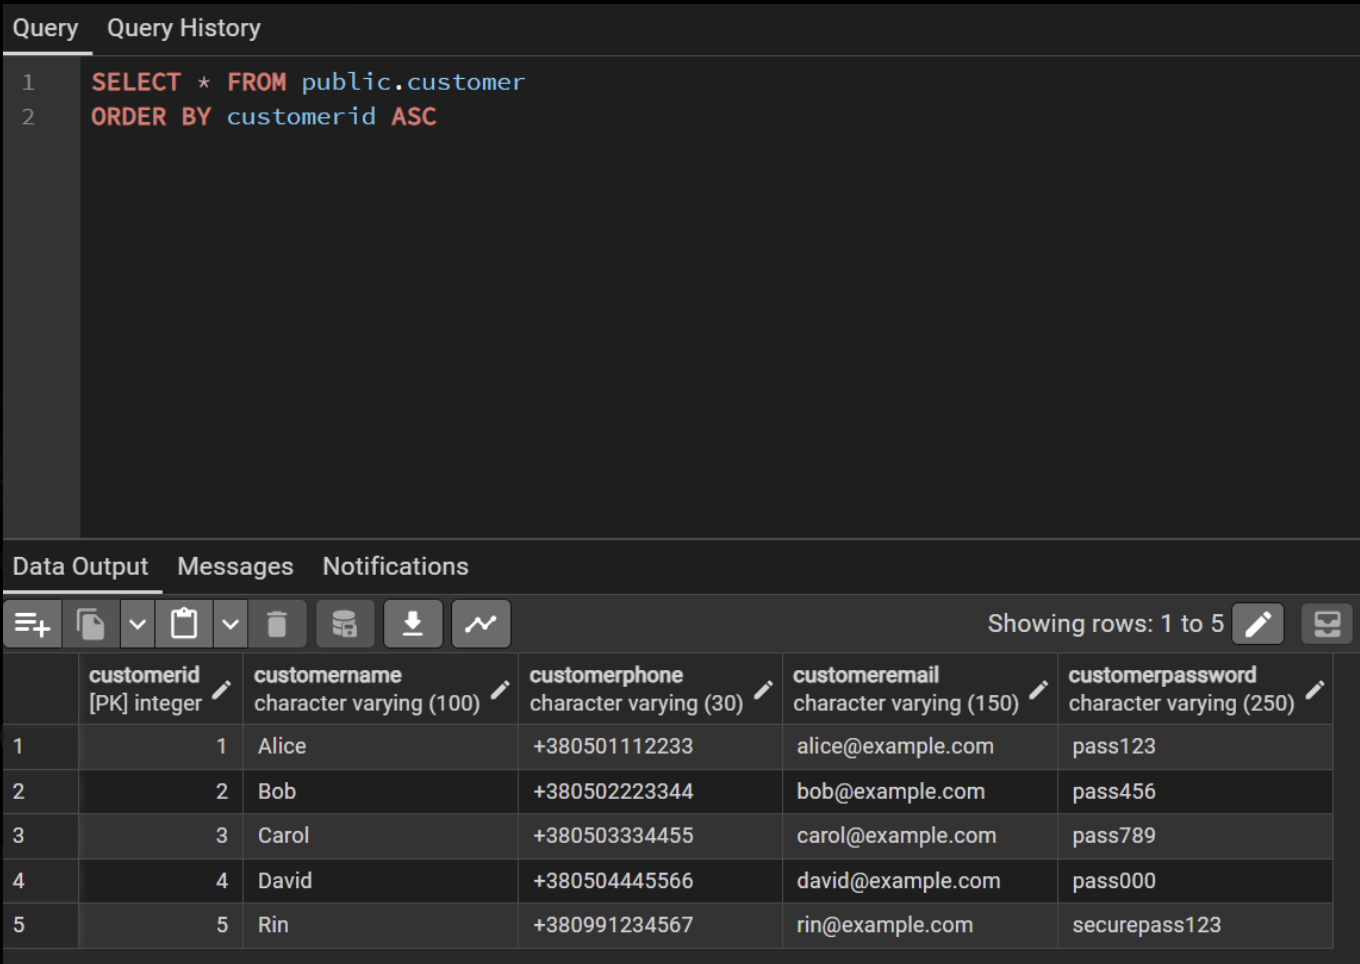 Query Query History
1 SELECT * FROM public.customer
2 ORDER BY customerid ASC
Data Output Messages Notifications
Showing rows: 1 to 5
customerid customername customerphone customeremail customerpassword
[PK] integer character varying (100) character varying (30) character varying (150) character varying (250)
1 1 Alice +380501112233 alice@example.com pass123
2 2 Bob +380502223344 bob@example.com pass456
3 3 Carol +380503334455 carol@example.com pass789
4 4 David +380504445566 david@example.com pass000
5 5 Rin +380991234567 rin@example.com securepass123